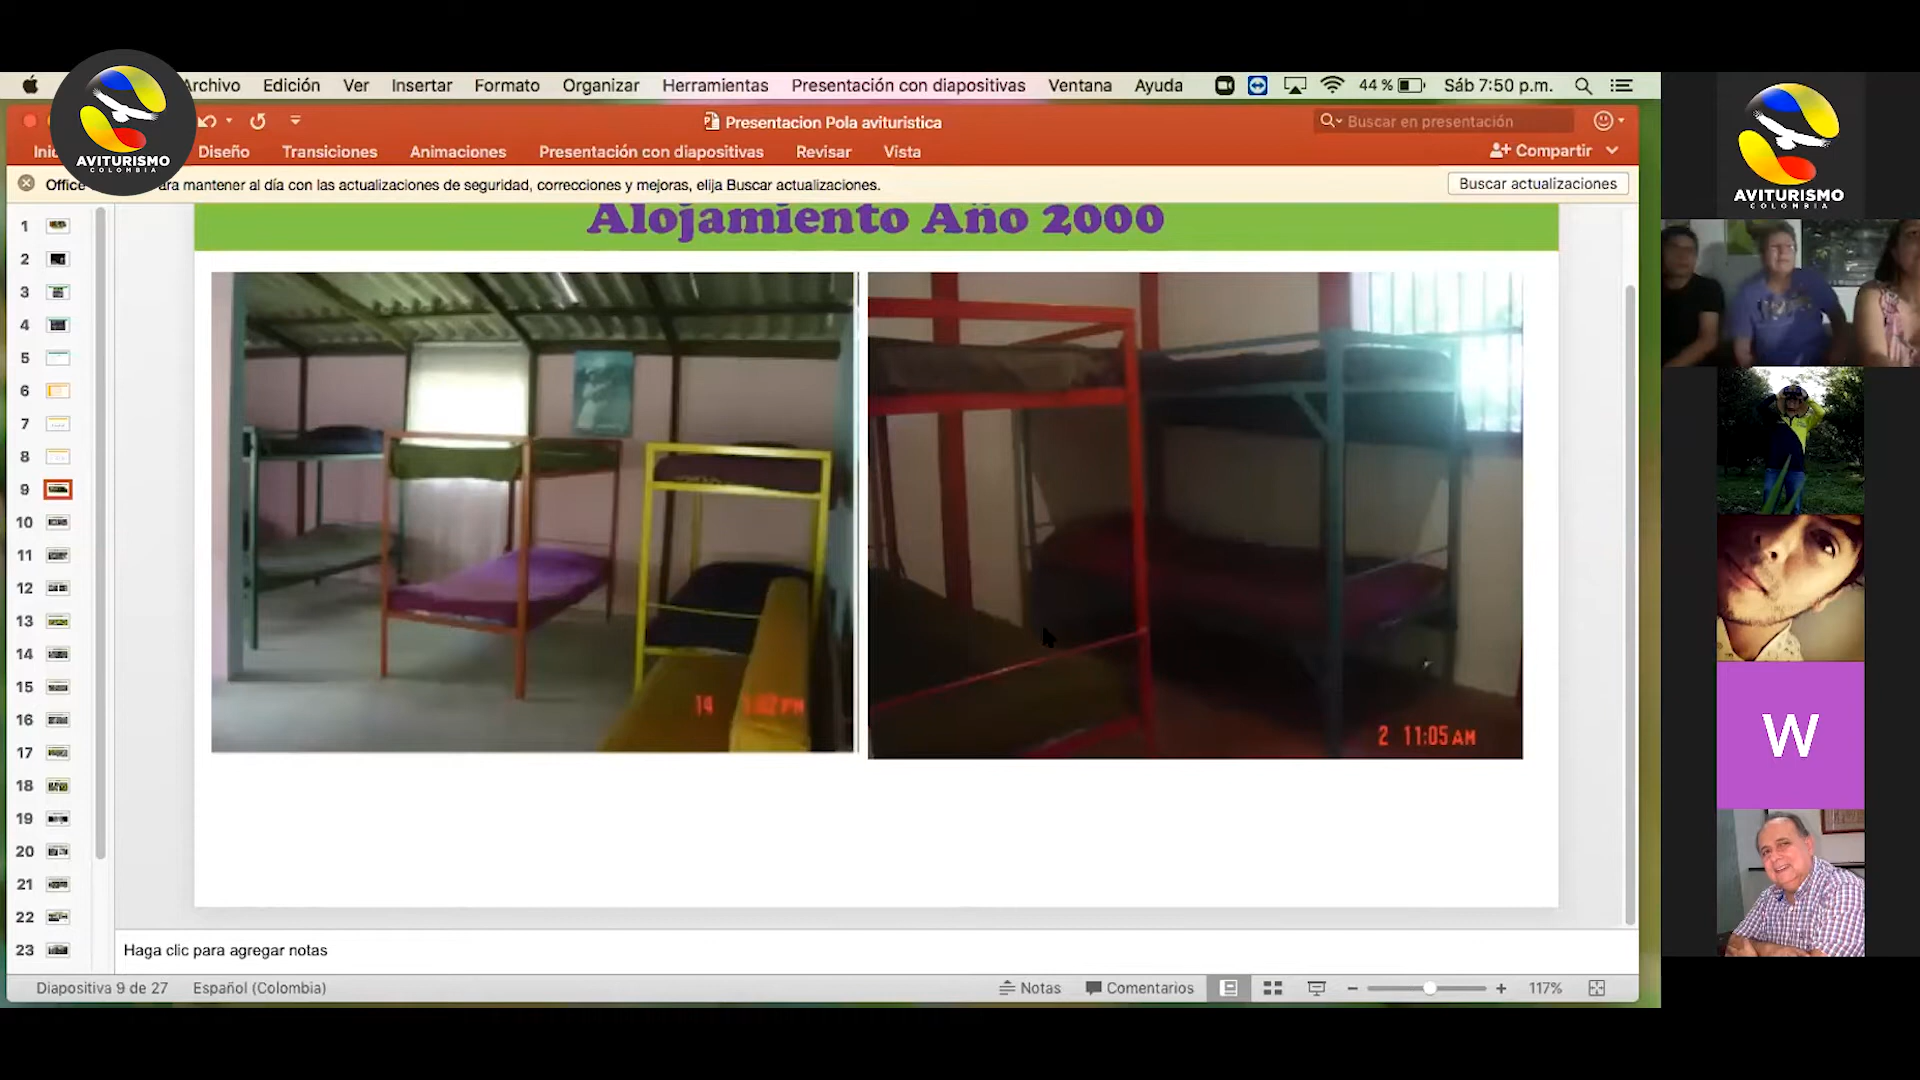 Archivo Edición Ver Insertar Formato Organizar Herramientas Presentación con diapositivas Ventana Ayuda 44 % Sáb 7:50 p.m.
Presentacion Pola avituristica
Buscar en presentación
Diseño Transiciones Animaciones Presentación con diapositivas Revisar Vista
Compartir
AVITURISMO
COLOMBIA
Office para mantener al día con las actualizaciones de seguridad, correcciones y mejoras, elija Buscar actualizaciones.
Buscar actualizaciones
AVITURISMO
COLOMBIA
Alojamiento Año 2000
1
2
3
4
5
6
7
8
9
10
11
12
13
14
15
16
17
18
19
20
21
22
23
14
2 11:05 AM
W
Haga clic para agregar notas
Diapositiva 9 de 27 Español (Colombia) Notas Comentarios 117%